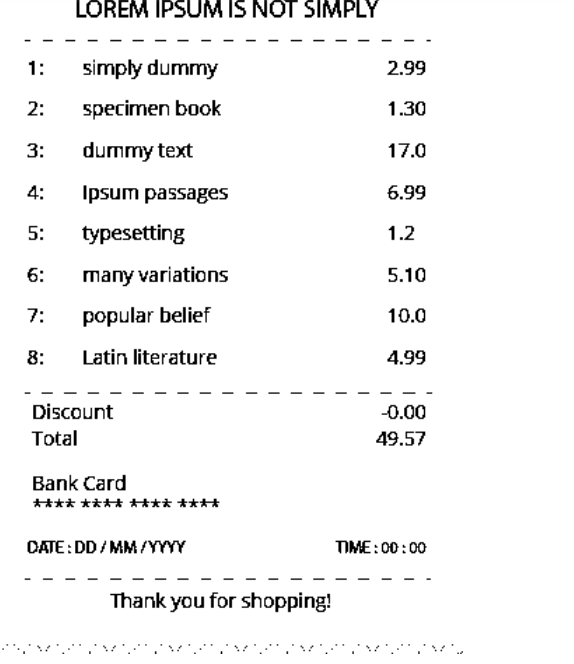 LOREM IPSUM IS NOT SIMPLY
1: simply dummy 2.99
2: specimen book 1.30
3: dummy text 17.0
4: Ipsum passages 6.99
5: typesetting 1.2
6: many variations 5.10
7: popular belief 10.0
8: Latin literature 4.99
Discount -0.00
Total 49.57
Bank Card
**** **** **** ****
DATE : DD / MM / YYYY TIME : 00 : 00
Thank you for shopping!